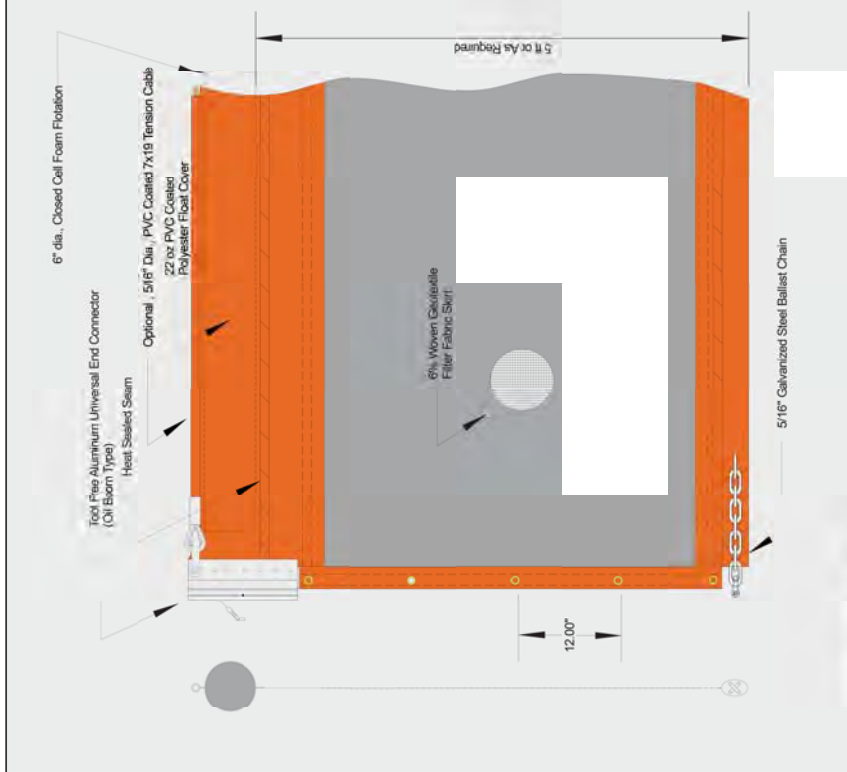 5 ft or As Required
6" dia., Closed Cell Foam Flotation
Tool Free Aluminum Universal End Connector
(Oil Boom Type)
Heat Sealed Seam
Optional , 5/16" Dia., PVC Coated 7x19 Tension Cable
22 oz PVC Coated
Polyester Float Cover
6% Woven Geotextile
Filter Fabric Skirt
5/16" Galvanized Steel Ballast Chain
12.00"